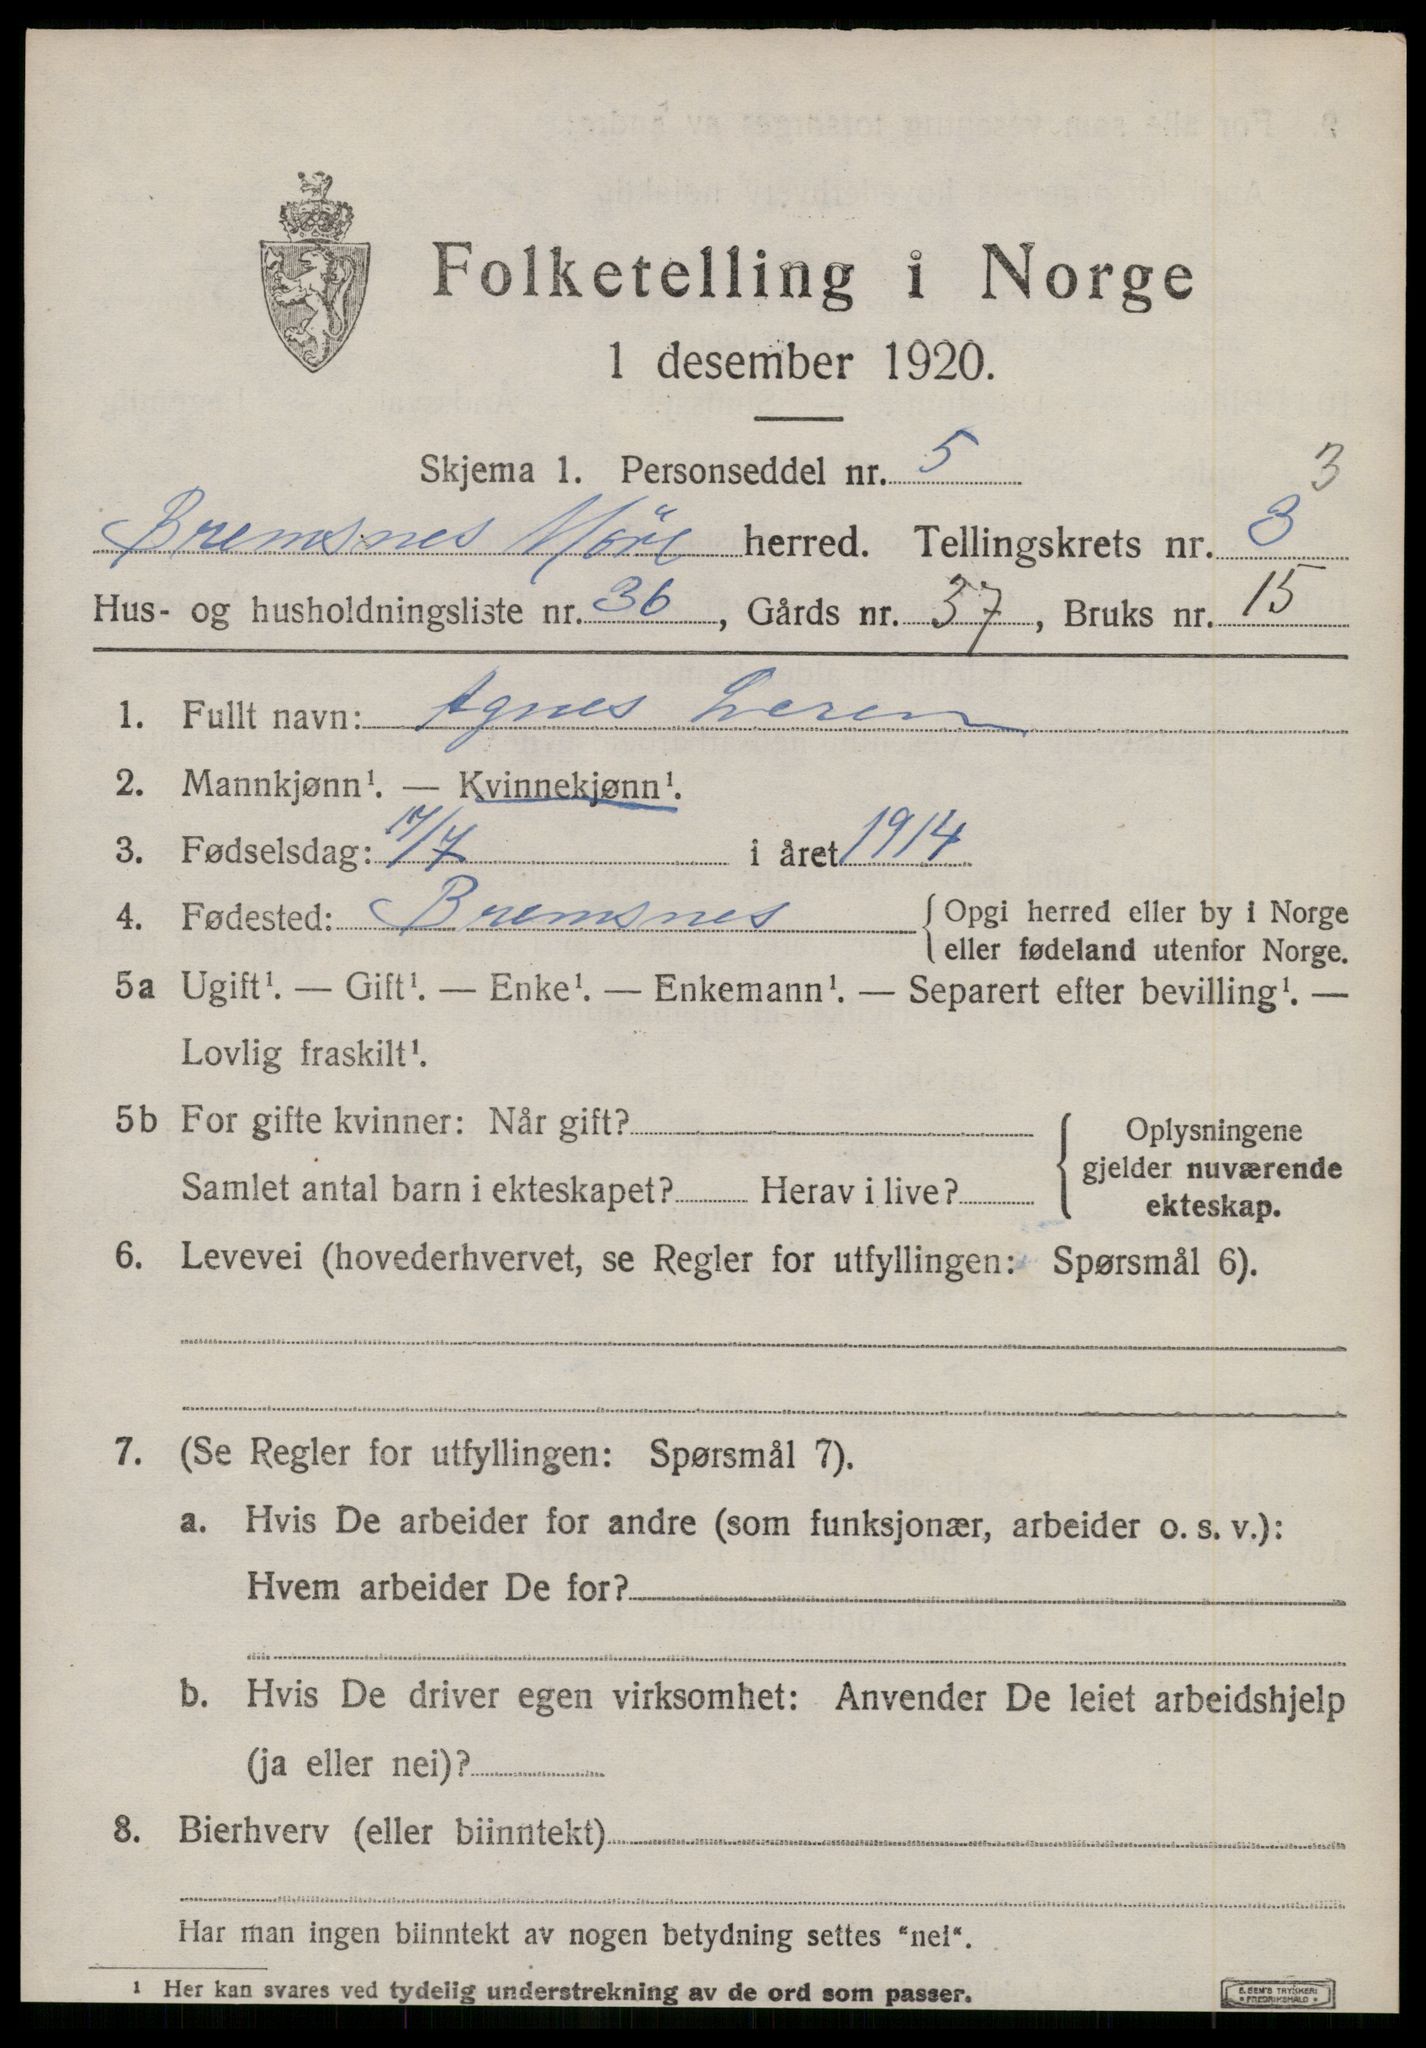 Folketelling i Norge
1 desember 1920.
Skjema 1. Personseddel nr. 5
3
Bremsnes Möre herred. Tellingskrets nr. 3
Hus- og husholdningsliste nr. 36, Gårds nr. 37, Bruks nr. 15
1. Fullt navn: Agnes Leren
2. Mannkjønn¹. — Kvinnekjønn¹.
3. Fødselsdag: 17/7 i året 1914
4. Fødested: Bremsnes { Opgi herred eller by i Norge
eller fødeland utenfor Norge.
5a Ugift¹. — Gift¹. — Enke¹. — Enkemann¹. — Separert efter bevilling¹. —
Lovlig fraskilt¹.
5b For gifte kvinner: Når gift?
Samlet antal barn i ekteskapet? Herav i live?
{ Oplysningene
gjelder nuværende
ekteskap.
6. Levevei (hovederhvervet, se Regler for utfyllingen: Spørsmål 6).
7. (Se Regler for utfyllingen: Spørsmål 7).
a. Hvis De arbeider for andre (som funksjonær, arbeider o. s. v.):
Hvem arbeider De for?
b. Hvis De driver egen virksomhet: Anvender De leiet arbeidshjelp
(ja eller nei)?
8. Bierhverv (eller biinntekt)
Har man ingen biinntekt av nogen betydning settes "nei".
¹ Her kan svares ved tydelig understrekning av de ord som passer.
E. SEM'S TRYKKERI
FREDRIKSHALD